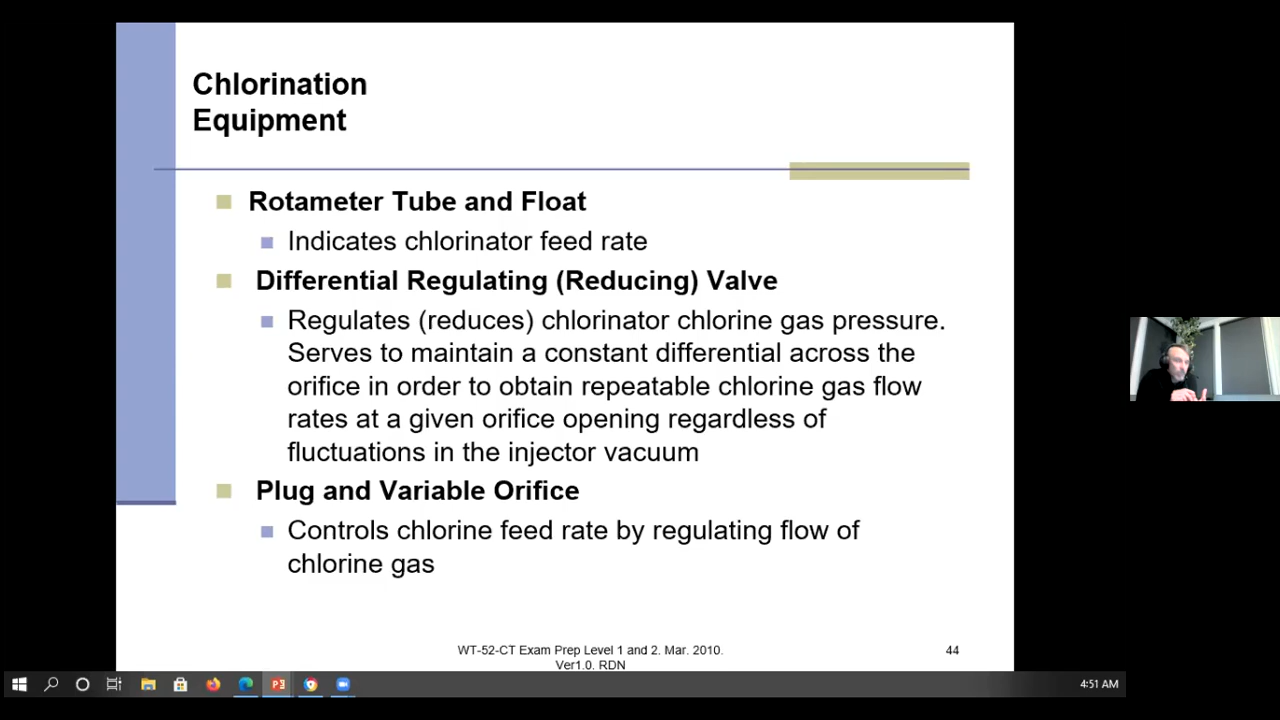 Chlorination
Equipment
Rotameter Tube and Float
Indicates chlorinator feed rate
Differential Regulating (Reducing) Valve
Regulates (reduces) chlorinator chlorine gas pressure.
Serves to maintain a constant differential across the
orifice in order to obtain repeatable chlorine gas flow
rates at a given orifice opening regardless of
fluctuations in the injector vacuum
Plug and Variable Orifice
Controls chlorine feed rate by regulating flow of
chlorine gas
WT-52-CT Exam Prep Level 1 and 2. Mar. 2010.
Ver1.0. RDN
44
4:51 AM